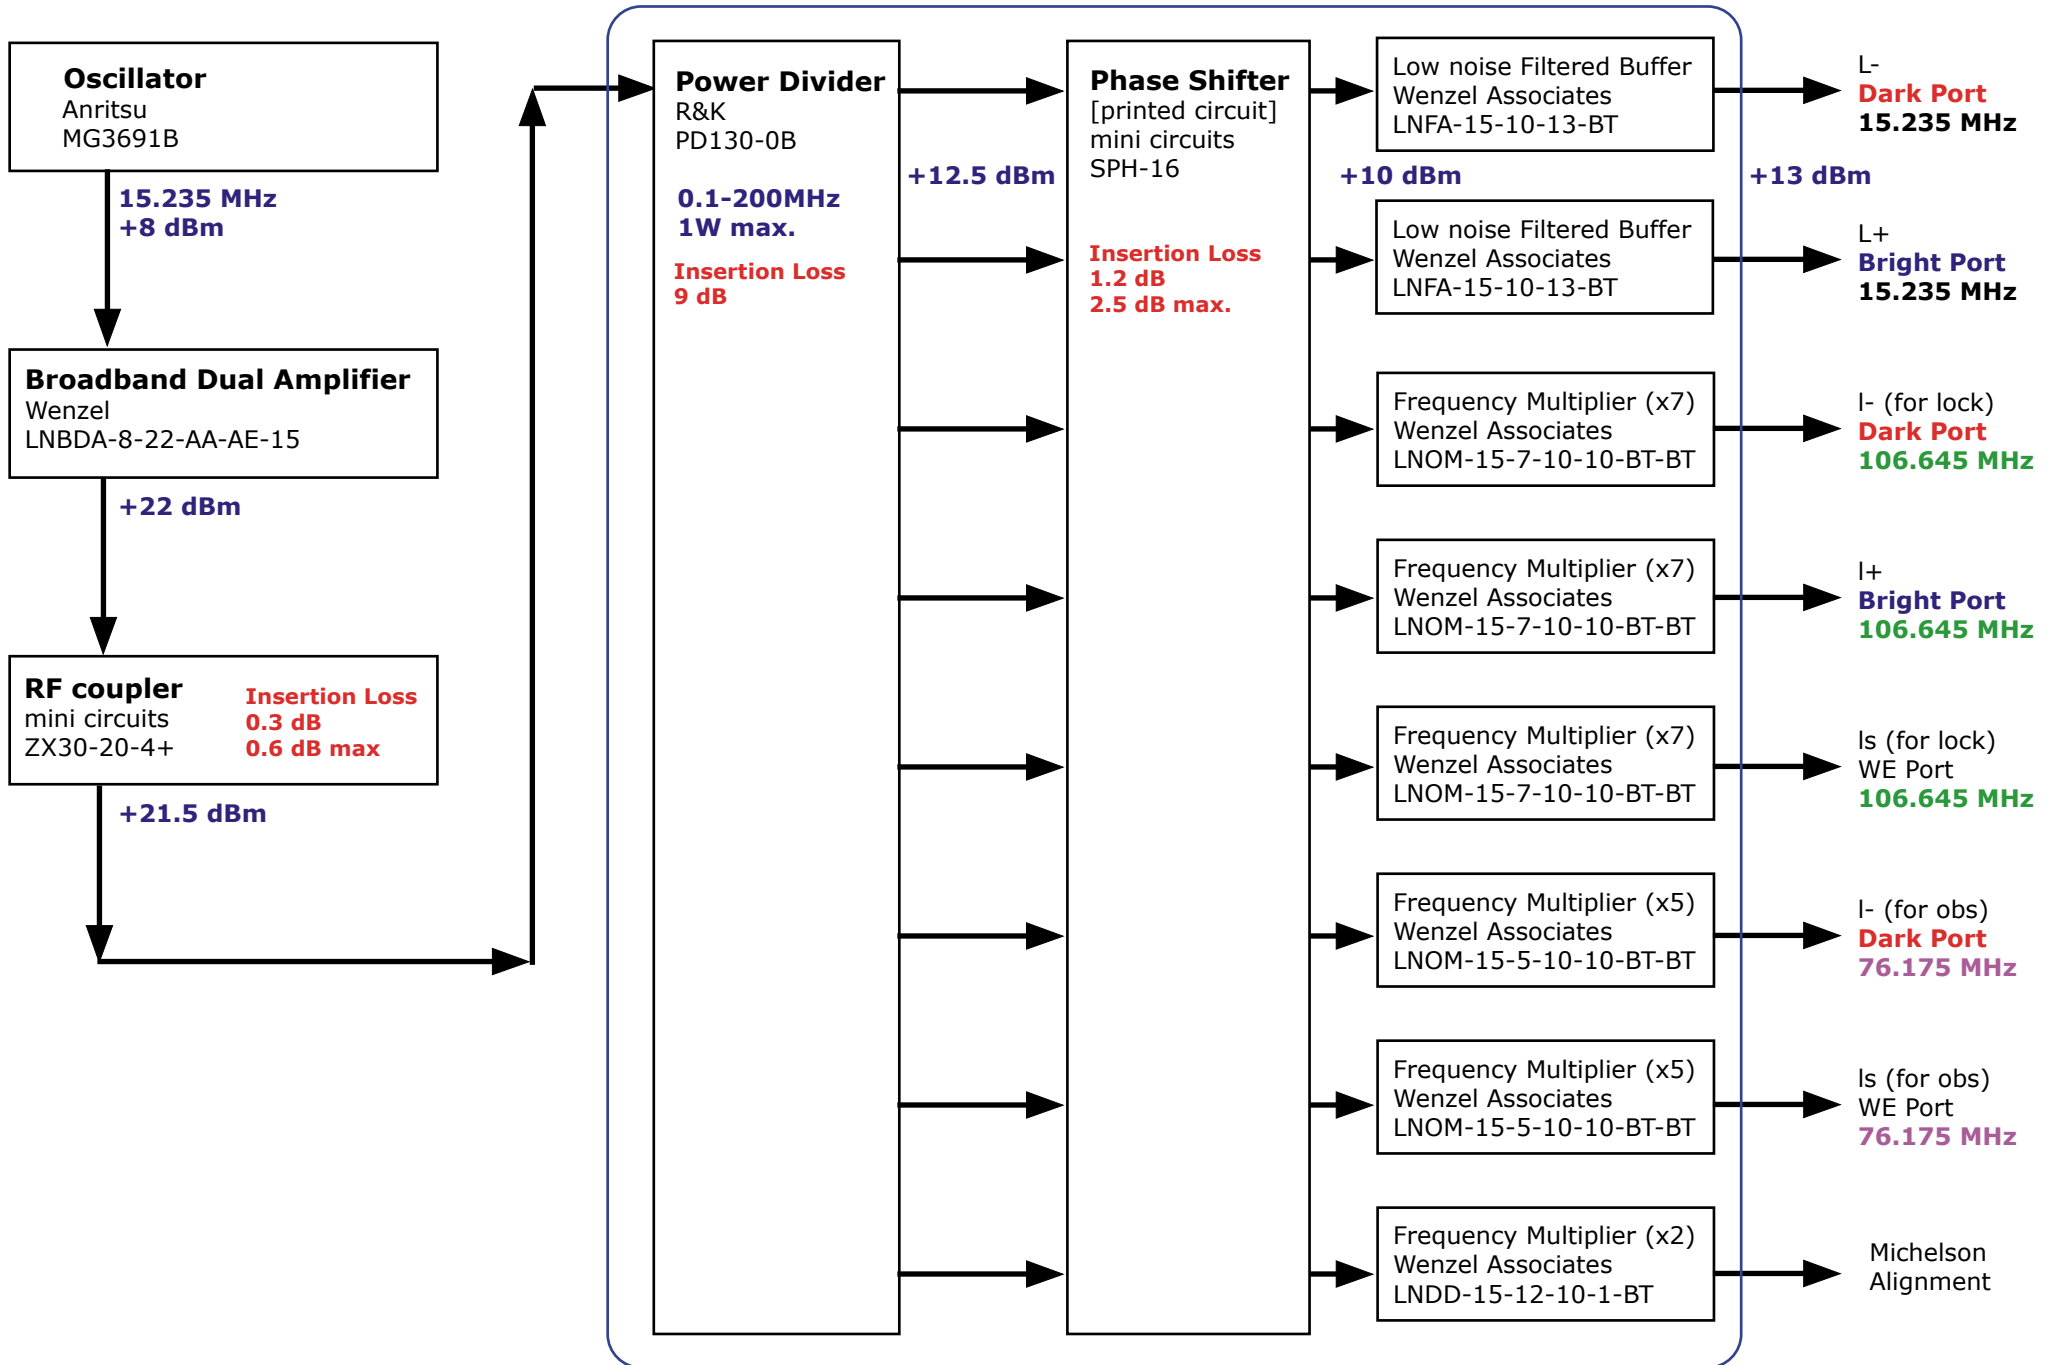 Oscillator
Anritsu
MG3691B
15.235 MHz
+8 dBm
Broadband Dual Amplifier
Wenzel
LNBDA-8-22-AA-AE-15
+22 dBm
RF coupler
mini circuits
ZX30-20-4+
Insertion Loss
0.3 dB
0.6 dB max
+21.5 dBm
Power Divider
R&K
PD130-0B
0.1-200MHz
1W max.
Insertion Loss
9 dB
+12.5 dBm
Phase Shifter
[printed circuit]
mini circuits
SPH-16
Insertion Loss
1.2 dB
2.5 dB max.
+10 dBm
Low noise Filtered Buffer
Wenzel Associates
LNFA-15-10-13-BT
Low noise Filtered Buffer
Wenzel Associates
LNFA-15-10-13-BT
Frequency Multiplier (x7)
Wenzel Associates
LNOM-15-7-10-10-BT-BT
Frequency Multiplier (x7)
Wenzel Associates
LNOM-15-7-10-10-BT-BT
Frequency Multiplier (x7)
Wenzel Associates
LNOM-15-7-10-10-BT-BT
Frequency Multiplier (x5)
Wenzel Associates
LNOM-15-5-10-10-BT-BT
Frequency Multiplier (x5)
Wenzel Associates
LNOM-15-5-10-10-BT-BT
Frequency Multiplier (x2)
Wenzel Associates
LNDD-15-12-10-1-BT
+13 dBm
L-
Dark Port
15.235 MHz
L+
Bright Port
15.235 MHz
l- (for lock)
Dark Port
106.645 MHz
l+
Bright Port
106.645 MHz
ls (for lock)
WE Port
106.645 MHz
l- (for obs)
Dark Port
76.175 MHz
ls (for obs)
WE Port
76.175 MHz
Michelson
Alignment